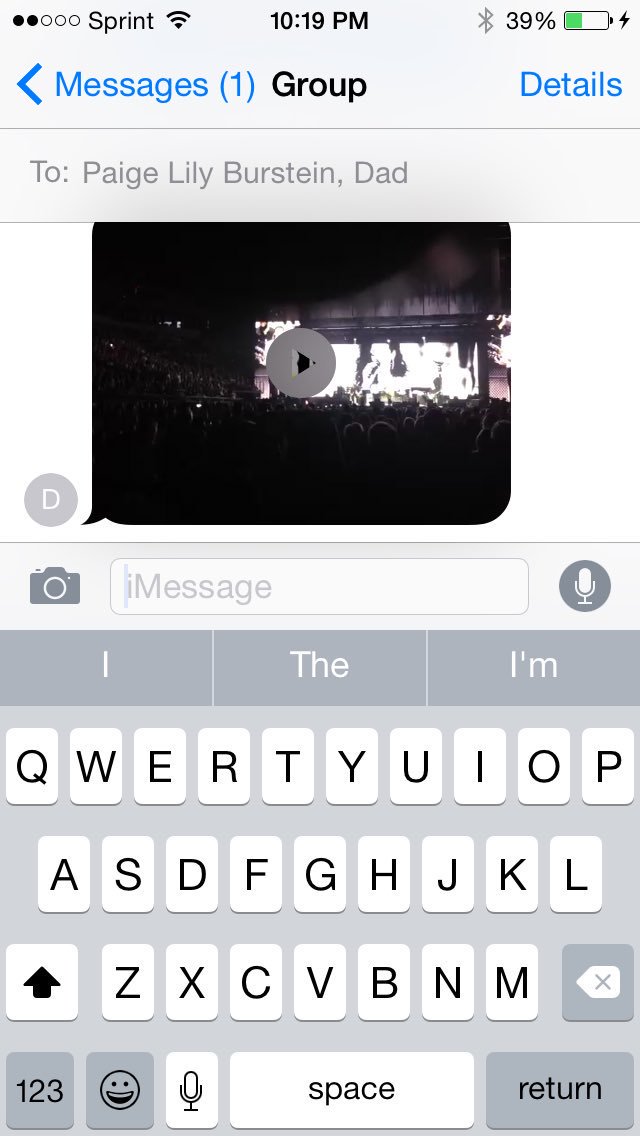 Sprint 10:19 PM 39%
Messages (1) Group Details
To: Paige Lily Burstein, Dad
D
iMessage
I The I'm
Q W E R T Y U I O P
A S D F G H J K L
Z X C V B N M
123 space return